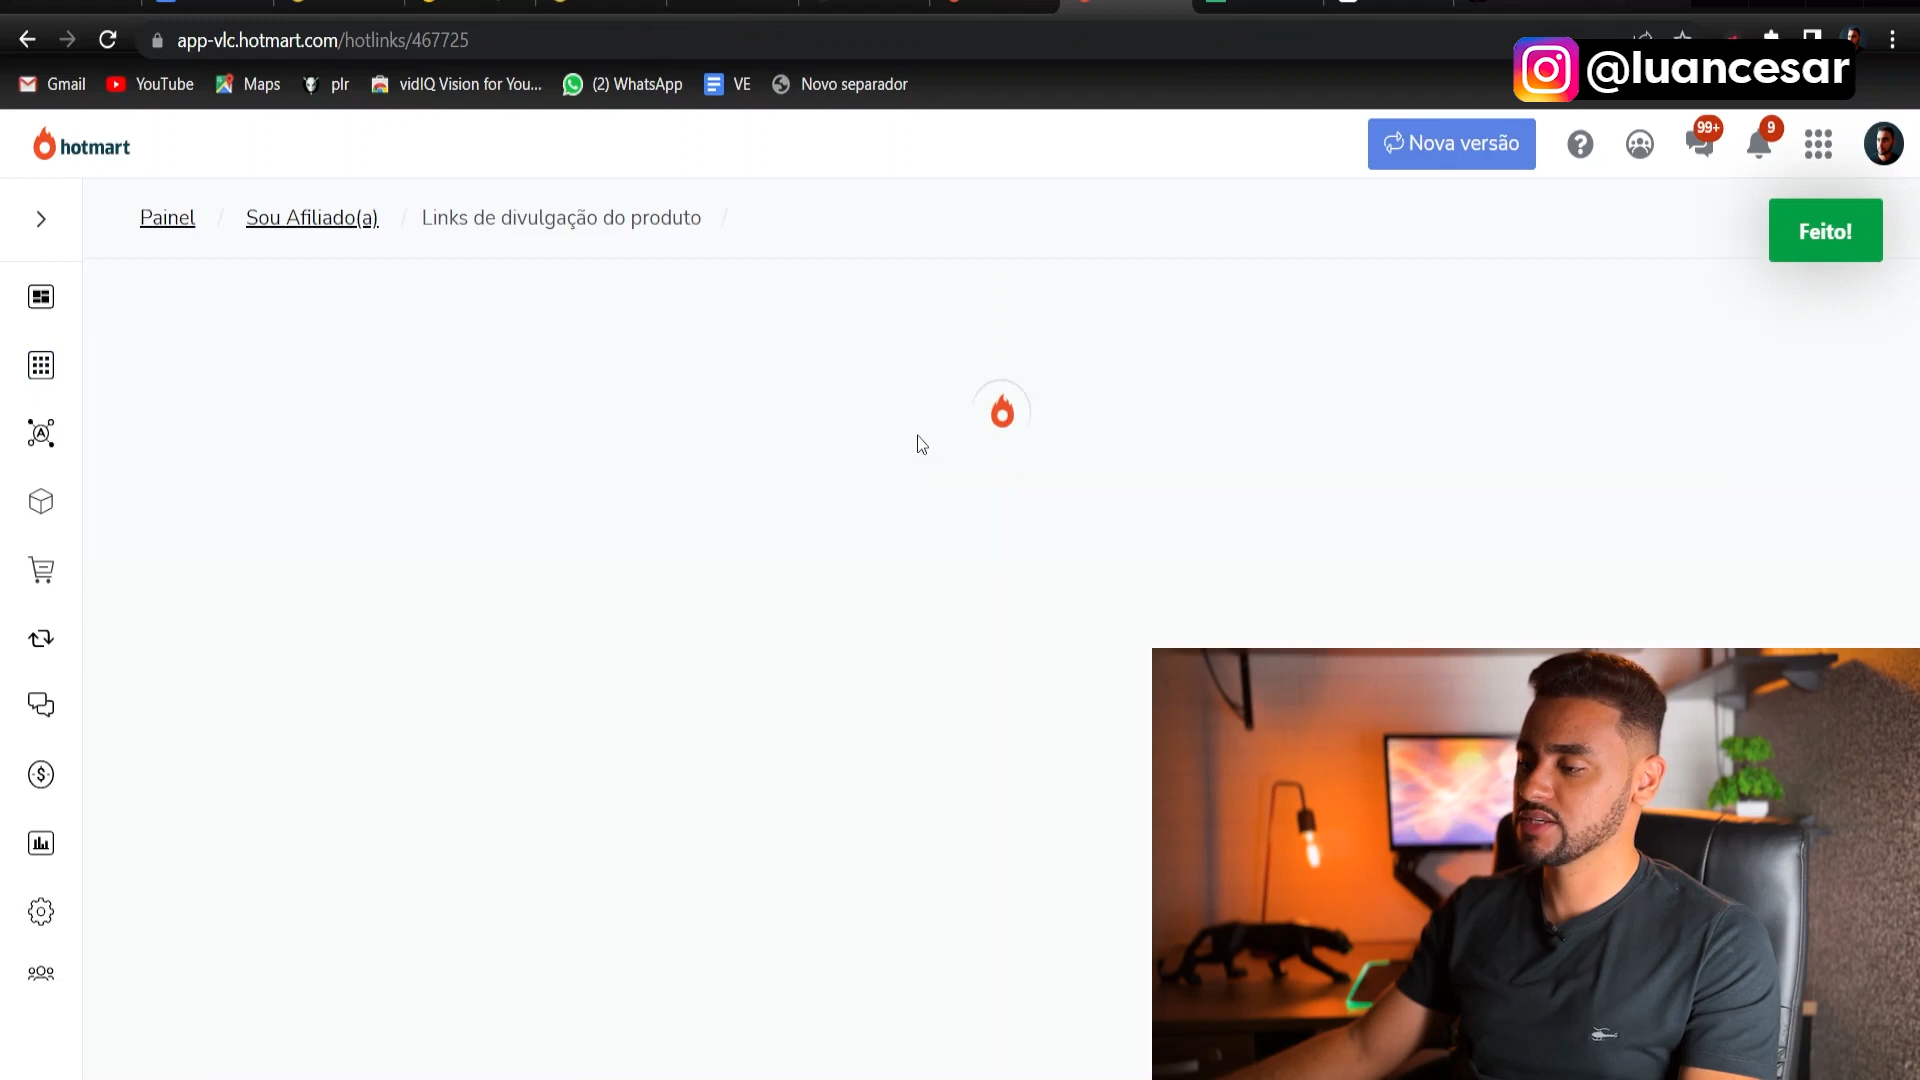 app-vlc.hotmart.com/hotlinks/467725
@luancesar
Gmail YouTube Maps plr vidIQ Vision for You... (2) WhatsApp VE Novo separador
hotmart
Nova versão
?
99+
9
Painel / Sou Afiliado(a) / Links de divulgação do produto /
Feito!